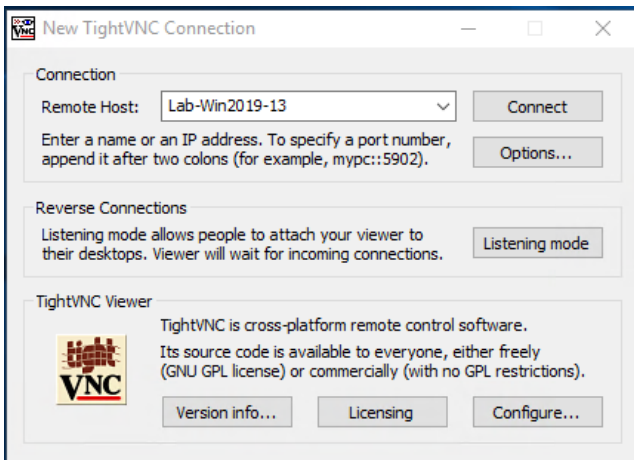 New TightVNC Connection
Connection
Remote Host: Lab-Win2019-13 Connect
Enter a name or an IP address. To specify a port number,
append it after two colons (for example, mypc::5902).
Options...
Reverse Connections
Listening mode allows people to attach your viewer to
their desktops. Viewer will wait for incoming connections.
Listening mode
TightVNC Viewer
tight
VNC
TightVNC is cross-platform remote control software.
Its source code is available to everyone, either freely
(GNU GPL license) or commercially (with no GPL restrictions).
Version info... Licensing Configure...